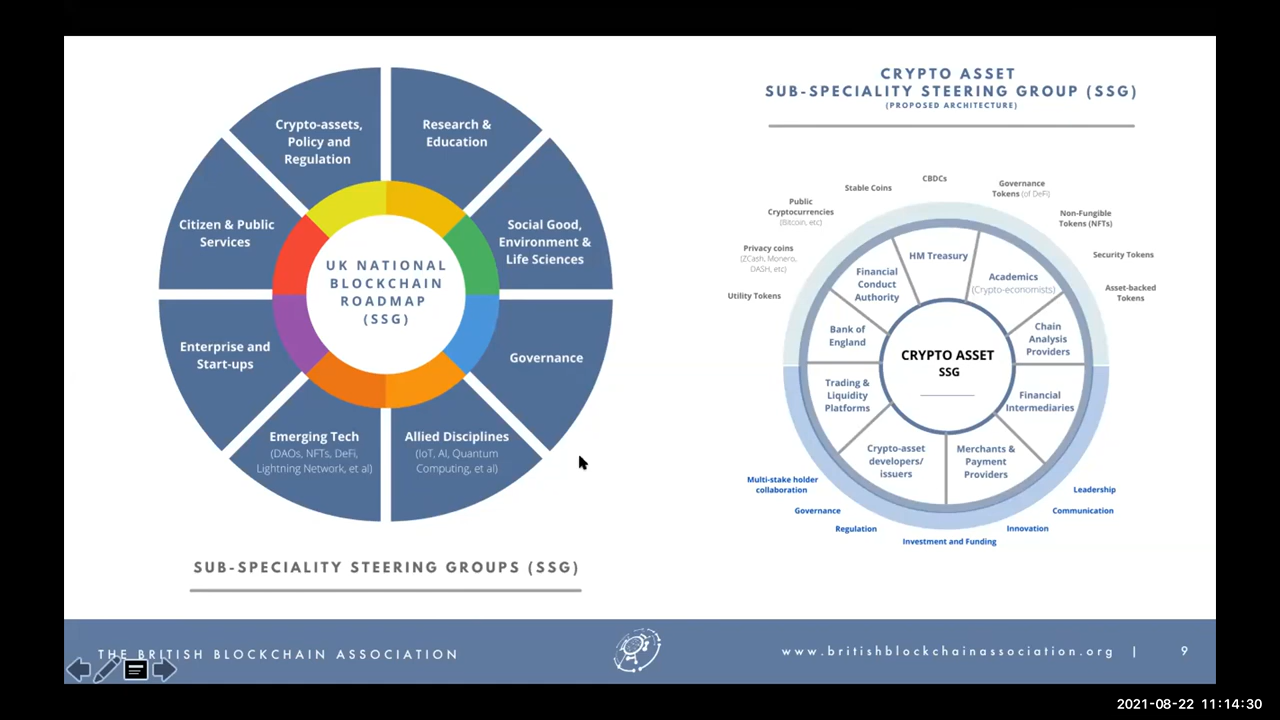 Crypto-assets,
Policy and
Regulation
Research &
Education
Citizen & Public
Services
Social Good,
Environment &
Life Sciences
UK NATIONAL
BLOCKCHAIN
ROADMAP
(SSG)
Enterprise and
Start-ups
Governance
Emerging Tech
(DAOs, NFTs, DeFi,
Lightning Network, et al)
Allied Disciplines
(IoT, AI, Quantum
Computing, et al)
SUB-SPECIALITY STEERING GROUPS (SSG)
CRYPTO ASSET
SUB-SPECIALITY STEERING GROUP (SSG)
(PROPOSED ARCHITECTURE)
CBDCs
Stable Coins
Governance
Tokens (of DeFi)
Public
Cryptocurrencies
(Bitcoin, etc)
Non-Fungible
Tokens (NFTs)
Privacy coins
(ZCash, Monero,
DASH, etc)
Security Tokens
Utility Tokens
Asset-backed
Tokens
HM Treasury
Financial
Conduct
Authority
Academics
(Crypto-economists)
Bank of
England
Chain
Analysis
Providers
CRYPTO ASSET
SSG
Trading &
Liquidity
Platforms
Financial
Intermediaries
Crypto-asset
developers/
issuers
Merchants &
Payment
Providers
Multi-stake holder
collaboration
Leadership
Governance
Communication
Regulation
Innovation
Investment and Funding
THE BRITISH BLOCKCHAIN ASSOCIATION
www.britishblockchainassociation.org | 9
2021-08-22 11:14:30